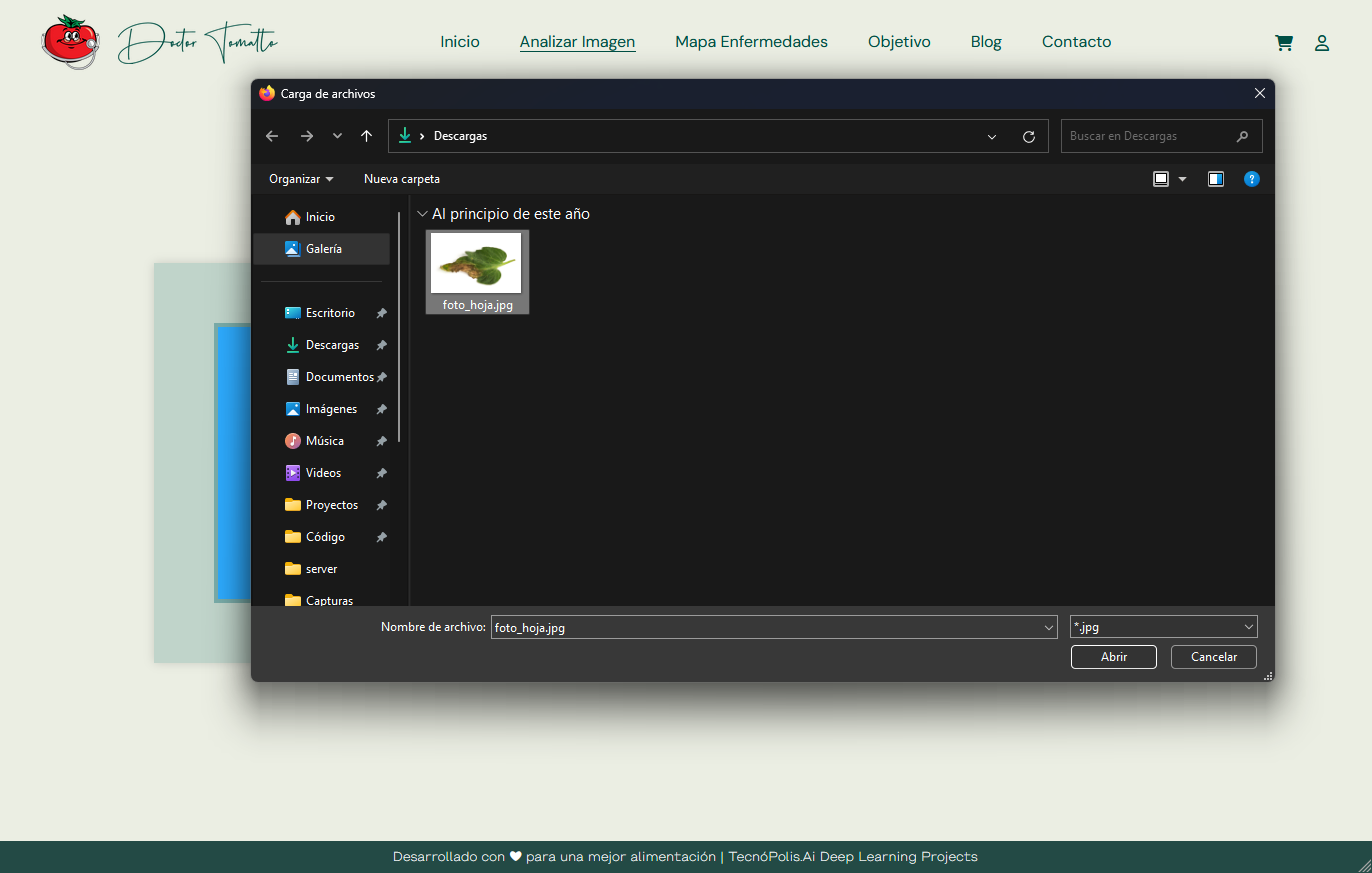 Doctor Tomatto
Inicio Analizar Imagen Mapa Enfermedades Objetivo Blog Contacto
Carga de archivos
Descargas
Buscar en Descargas
Organizar Nueva carpeta
Inicio
Galería
Escritorio
Descargas
Documentos
Imágenes
Música
Videos
Proyectos
Código
server
Capturas
Al principio de este año
foto_hoja.jpg
Nombre de archivo: foto_hoja.jpg *.jpg
Abrir Cancelar
Desarrollado con para una mejor alimentación | TecnóPolis.Ai Deep Learning Projects